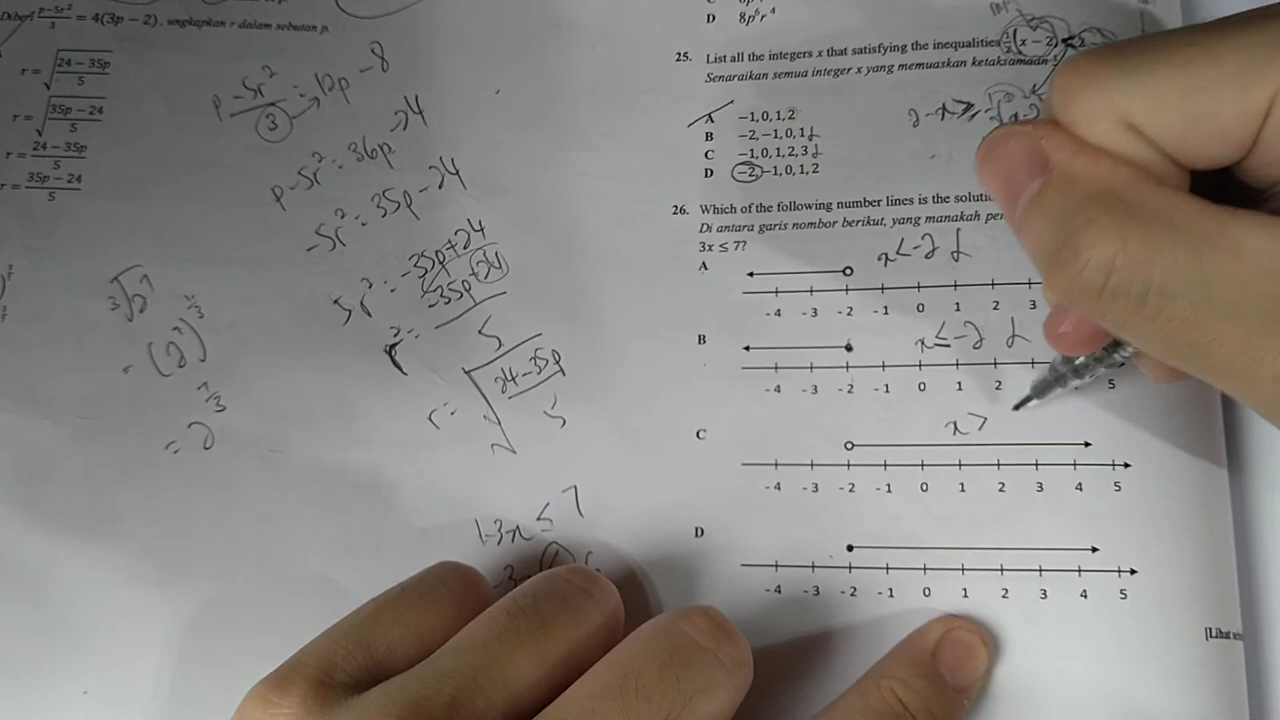 p-5r²/3 = 4(3p − 2), ungkapkan r dalam sebutan p.
r = √(24 − 35p/5)
r = √(35p − 24/5)
r = 24 − 35p/5
r = 35p − 24/5
p-5r²/3 = 12p - 8
p-5r² = 36p - 24
-5r² = 35p - 24
5r² = -35p + 24
r² = -35p + 24/5
r = √(24-35p/5)
= 2
1-3x ≤ 7
D 8p⁶r⁴
25. List all the integers x that satisfying the inequalities ½(x − 2)
Senaraikan semua integer x yang memuaskan ketaksamaan
A −1, 0, 1, 2
B −2, −1, 0, 1
C −1, 0, 1, 2, 3
D −2, −1, 0, 1, 2
2-x ≥
26. Which of the following number lines is the
Di antara garis nombor berikut, yang manakah
3x ≤ 7?
A
x < -2
-4 -3 -2 -1 0 1 2 3
B
x ≤ -2
-4 -3 -2 -1 0 1 2 5
C
x >
-4 -3 -2 -1 0 1 2 3 4 5
D
-4 -3 -2 -1 0 1 2 3 4 5
[Lihat